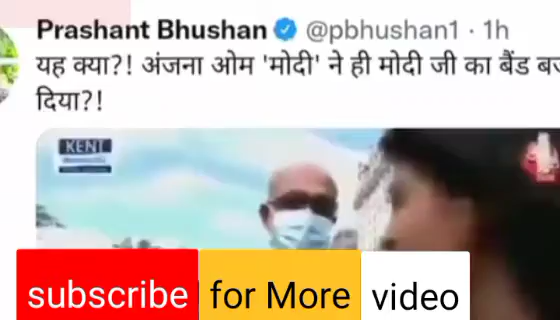 Prashant Bhushan @pbhushan1 · 1h
यह क्या?! अंजना ओम 'मोदी' ने ही मोदी जी का बैंड
दिया?!
KENT
subscribe for More video